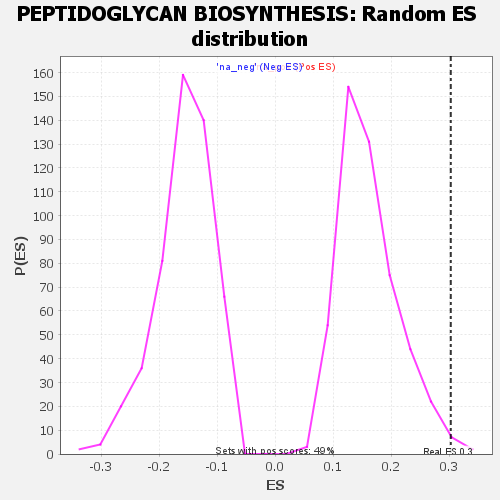 PEPTIDOGLYCAN BIOSYNTHESIS: Random ES
distribution
'na_neg' (Neg ES) Pos ES)
160
150
140
130
120
110
100
90
80
70
60
50
40
30
20
10
0
P(ES)
Sets with pos scores: 49%
Real ES 0.3
-0.3 -0.2 -0.1 0.0 0.1 0.2 0.3
ES